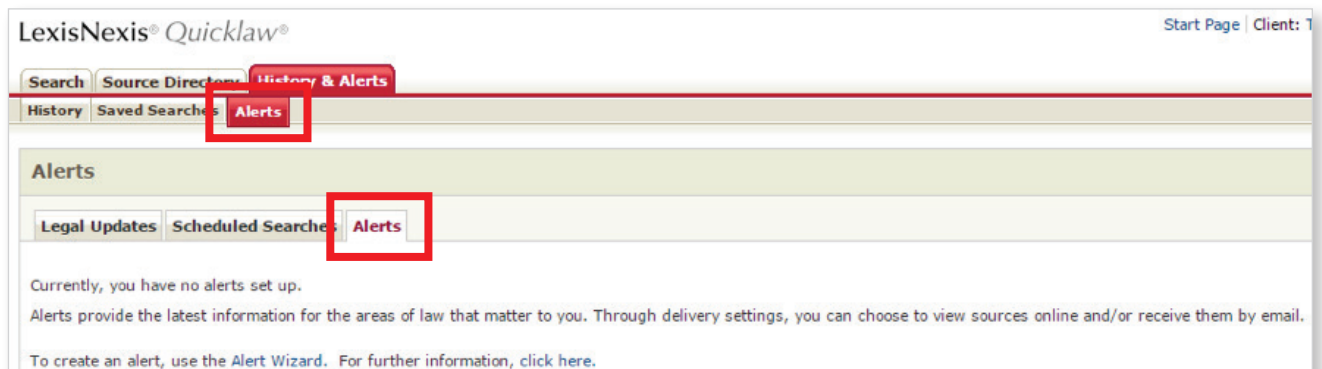 LexisNexis® Quicklaw®
Start Page | Client:
Search Source Directory History & Alerts
History Saved Searches Alerts
Alerts
Legal Updates Scheduled Searches Alerts
Currently, you have no alerts set up.
Alerts provide the latest information for the areas of law that matter to you. Through delivery settings, you can choose to view sources online and/or receive them by email.
To create an alert, use the Alert Wizard. For further information, click here.